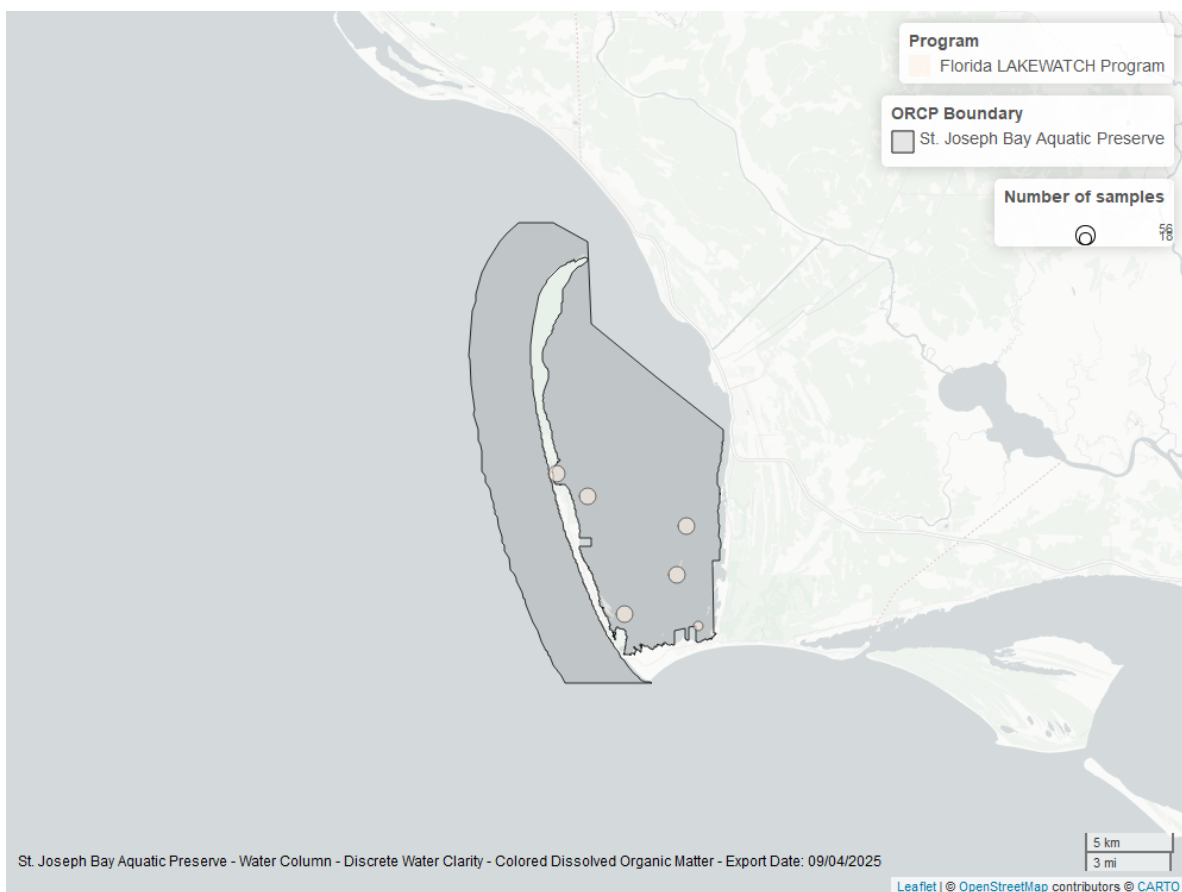 Program
Florida LAKEWATCH Program
ORCP Boundary
St. Joseph Bay Aquatic Preserve
Number of samples
56
18
5 km
3 mi
St. Joseph Bay Aquatic Preserve - Water Column - Discrete Water Clarity - Colored Dissolved Organic Matter - Export Date: 09/04/2025
Leaflet | © OpenStreetMap contributors © CARTO